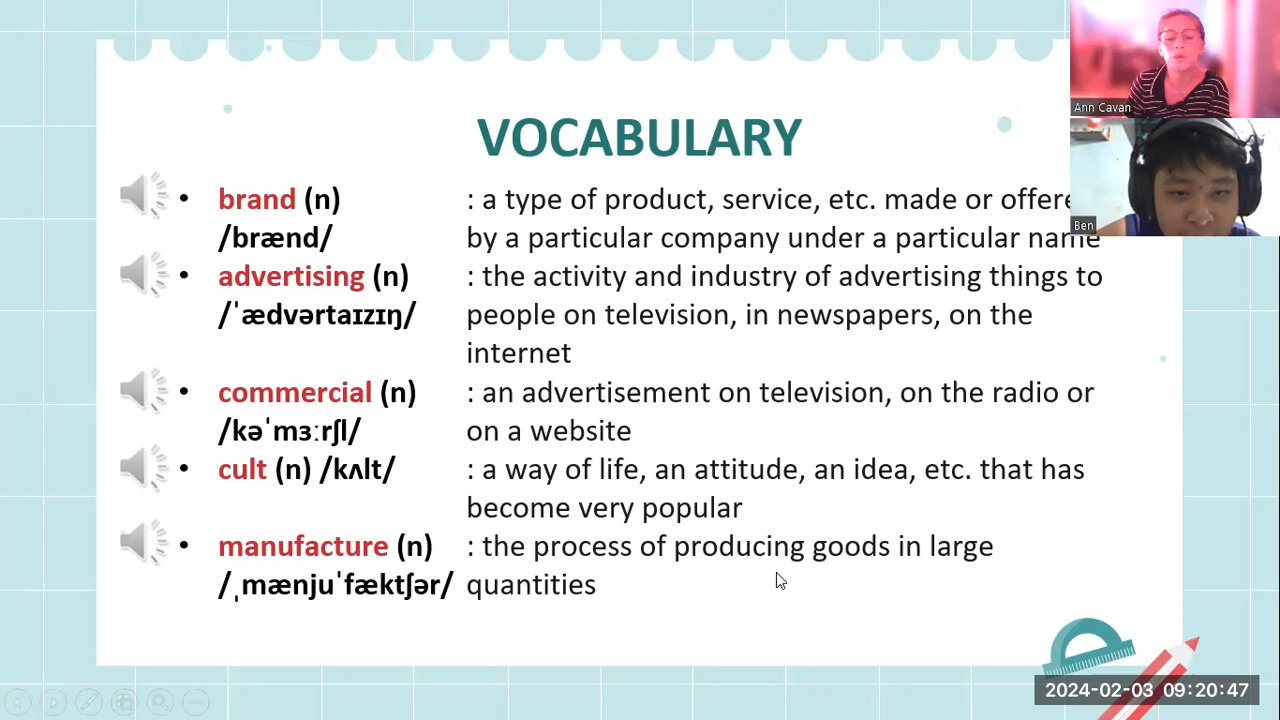 VOCABULARY
• brand (n) : a type of product, service, etc. made or offere
/brænd/ by a particular company under a particular name
• advertising (n) : the activity and industry of advertising things to
/ˈædvərtaɪzɪŋ/ people on television, in newspapers, on the
internet
• commercial (n) : an advertisement on television, on the radio or
/kəˈmɜːrʃl/ on a website
• cult (n) /kʌlt/ : a way of life, an attitude, an idea, etc. that has
become very popular
• manufacture (n) : the process of producing goods in large
/ˌmænjuˈfæktʃər/ quantities
Ann Cavan
Ben
2024-02-03 09:20:47